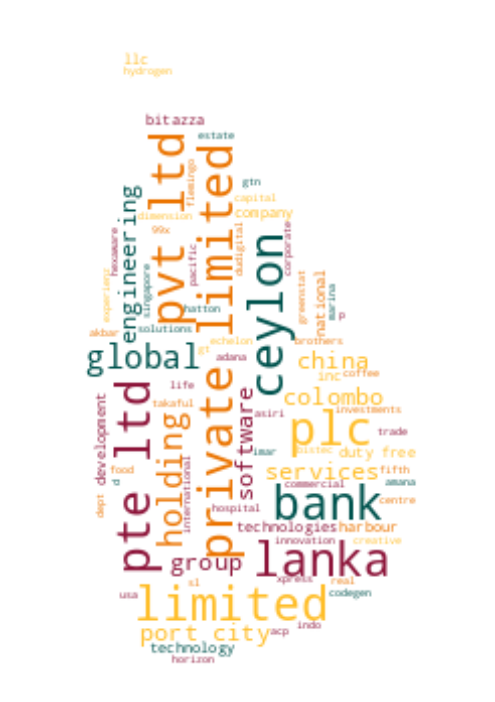 llc
hydrogen
bitazza
estate
pvt ltd
private limited
flemingo
gtn
engineering
capital
company
dimension
99x
dudigital
corporate
hexaware
pacific
ceylon
experienz
singapore
greenstat
national
marina
hatton
p
akbar
solutions
echelon
brothers
global
gt
adana
china
inc
coffee
pte ltd
life
colombo
development
takaful
holding
software
asiri
investments
plc
trade
imar
bistec
duty free
food
d
international
services
fifth
commercial
amana
dept
hospital
bank
centre
technologies
harbour
innovation
creative
group
lanka
xpress
real
sl
usa
limited
codegen
port city
acp
indo
technology
horizon